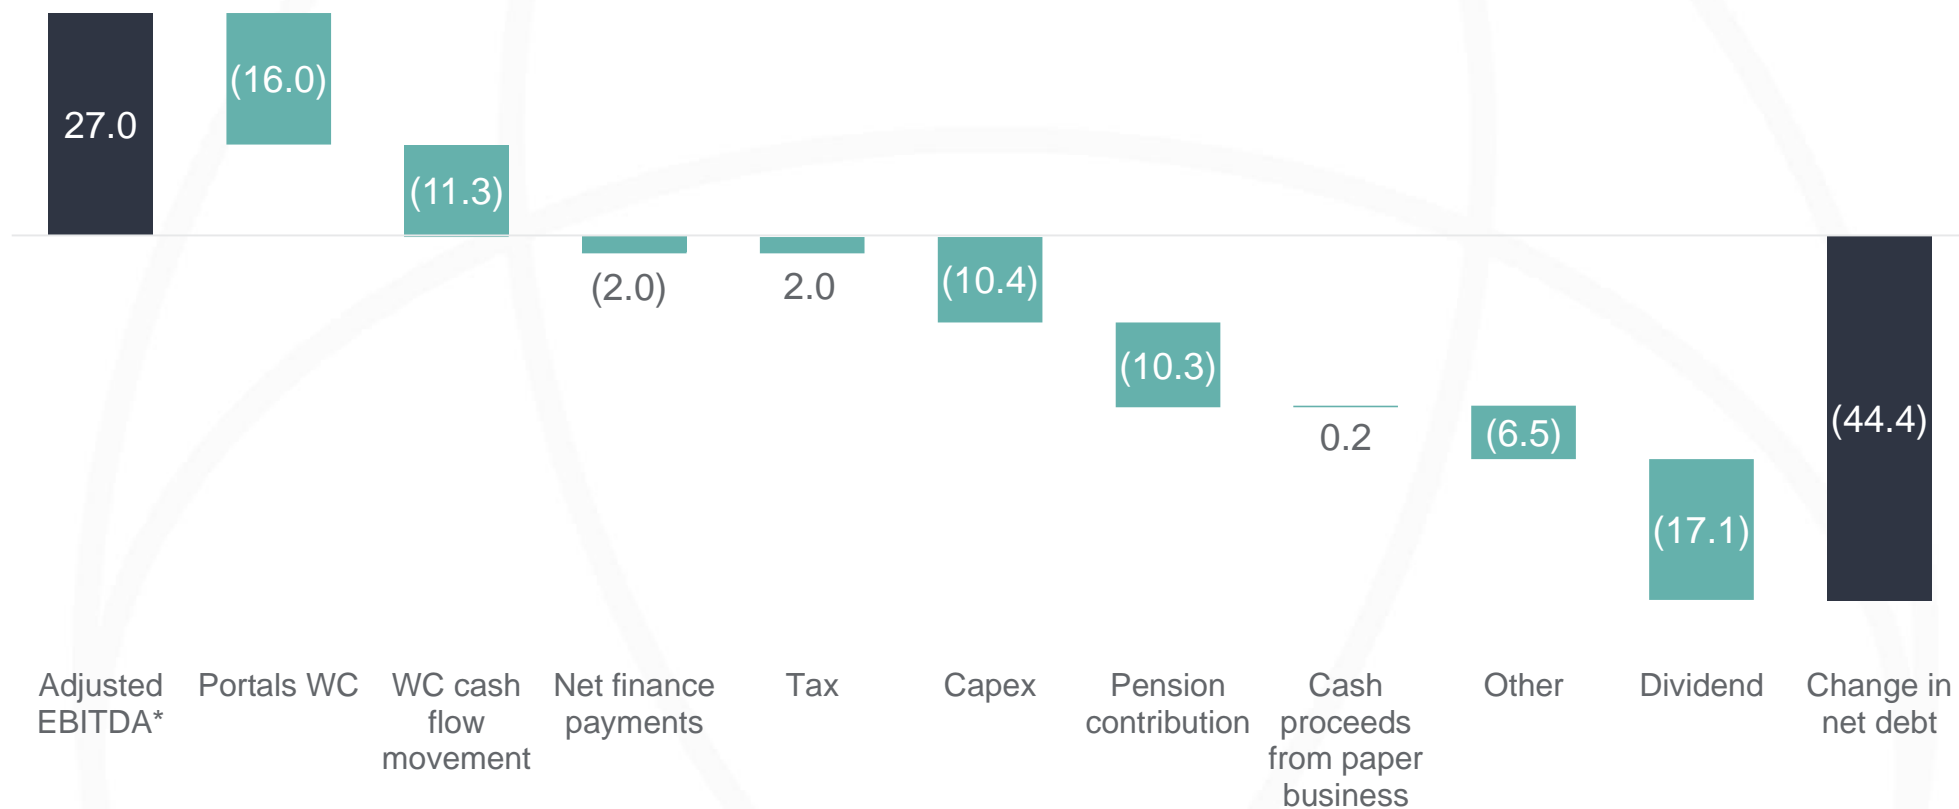 27.0
(16.0)
(11.3)
(2.0)
2.0
(10.4)
(10.3)
0.2
(6.5)
(17.1)
(44.4)
Adjusted
EBITDA*
Portals WC
WC cash
flow
movement
Net finance
payments
Tax
Capex
Pension
contribution
Cash
proceeds
from paper
business
Other
Dividend
Change in
net debt